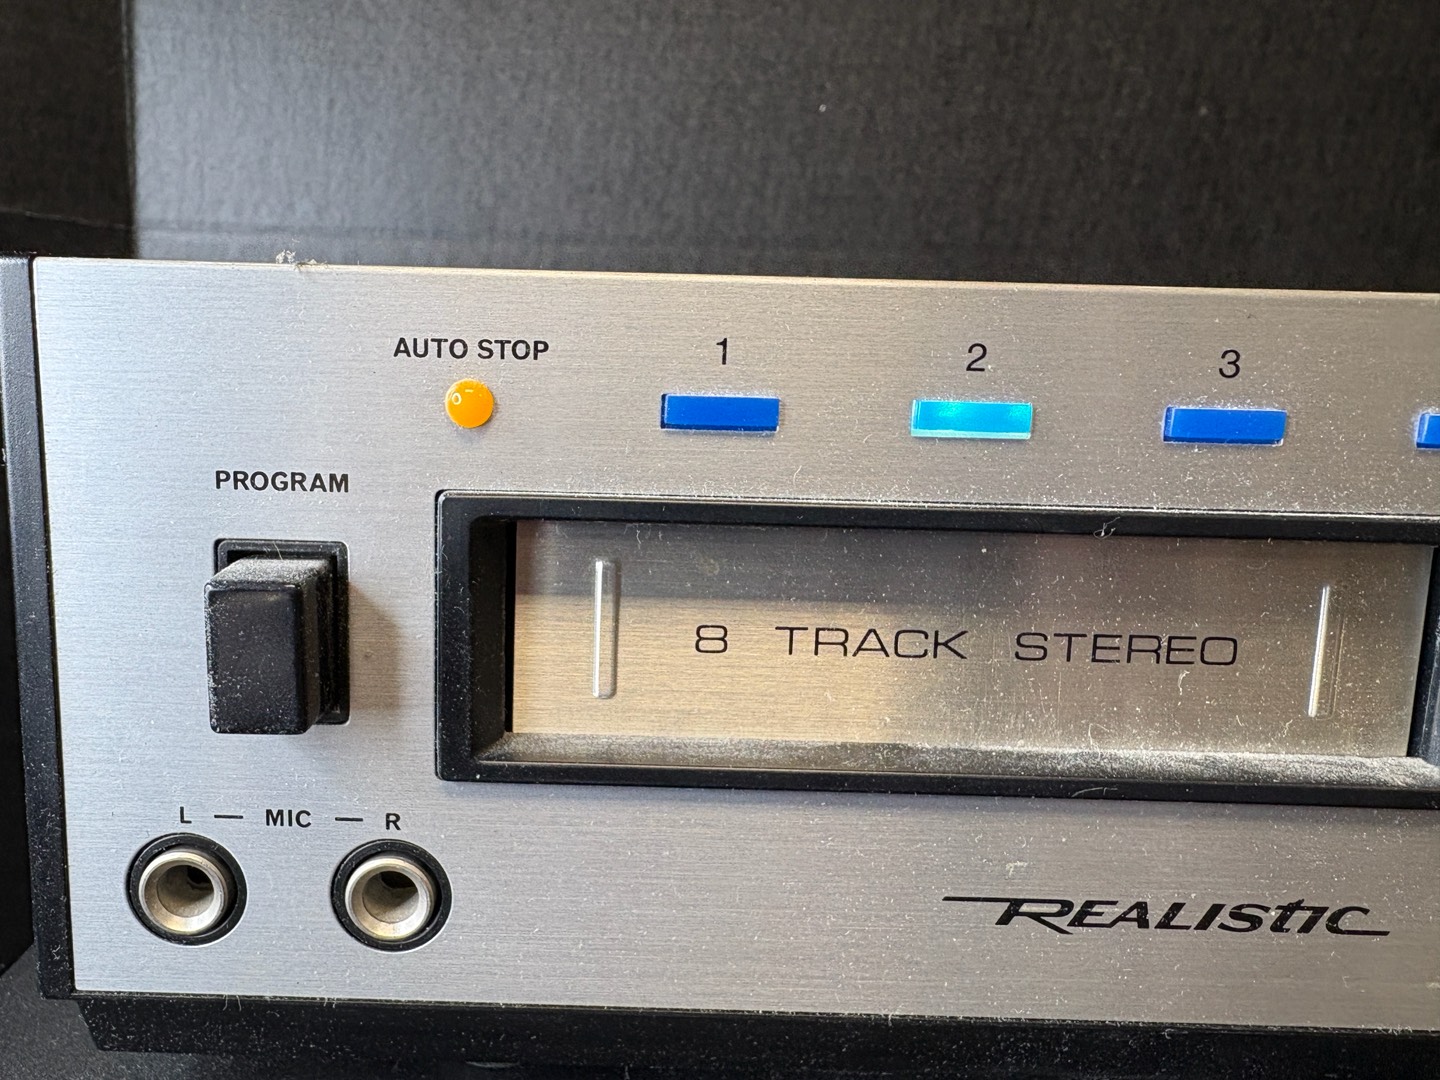 AUTO STOP
1
2
3
PROGRAM
8 TRACK STEREO
L — MIC — R
REALISTIC